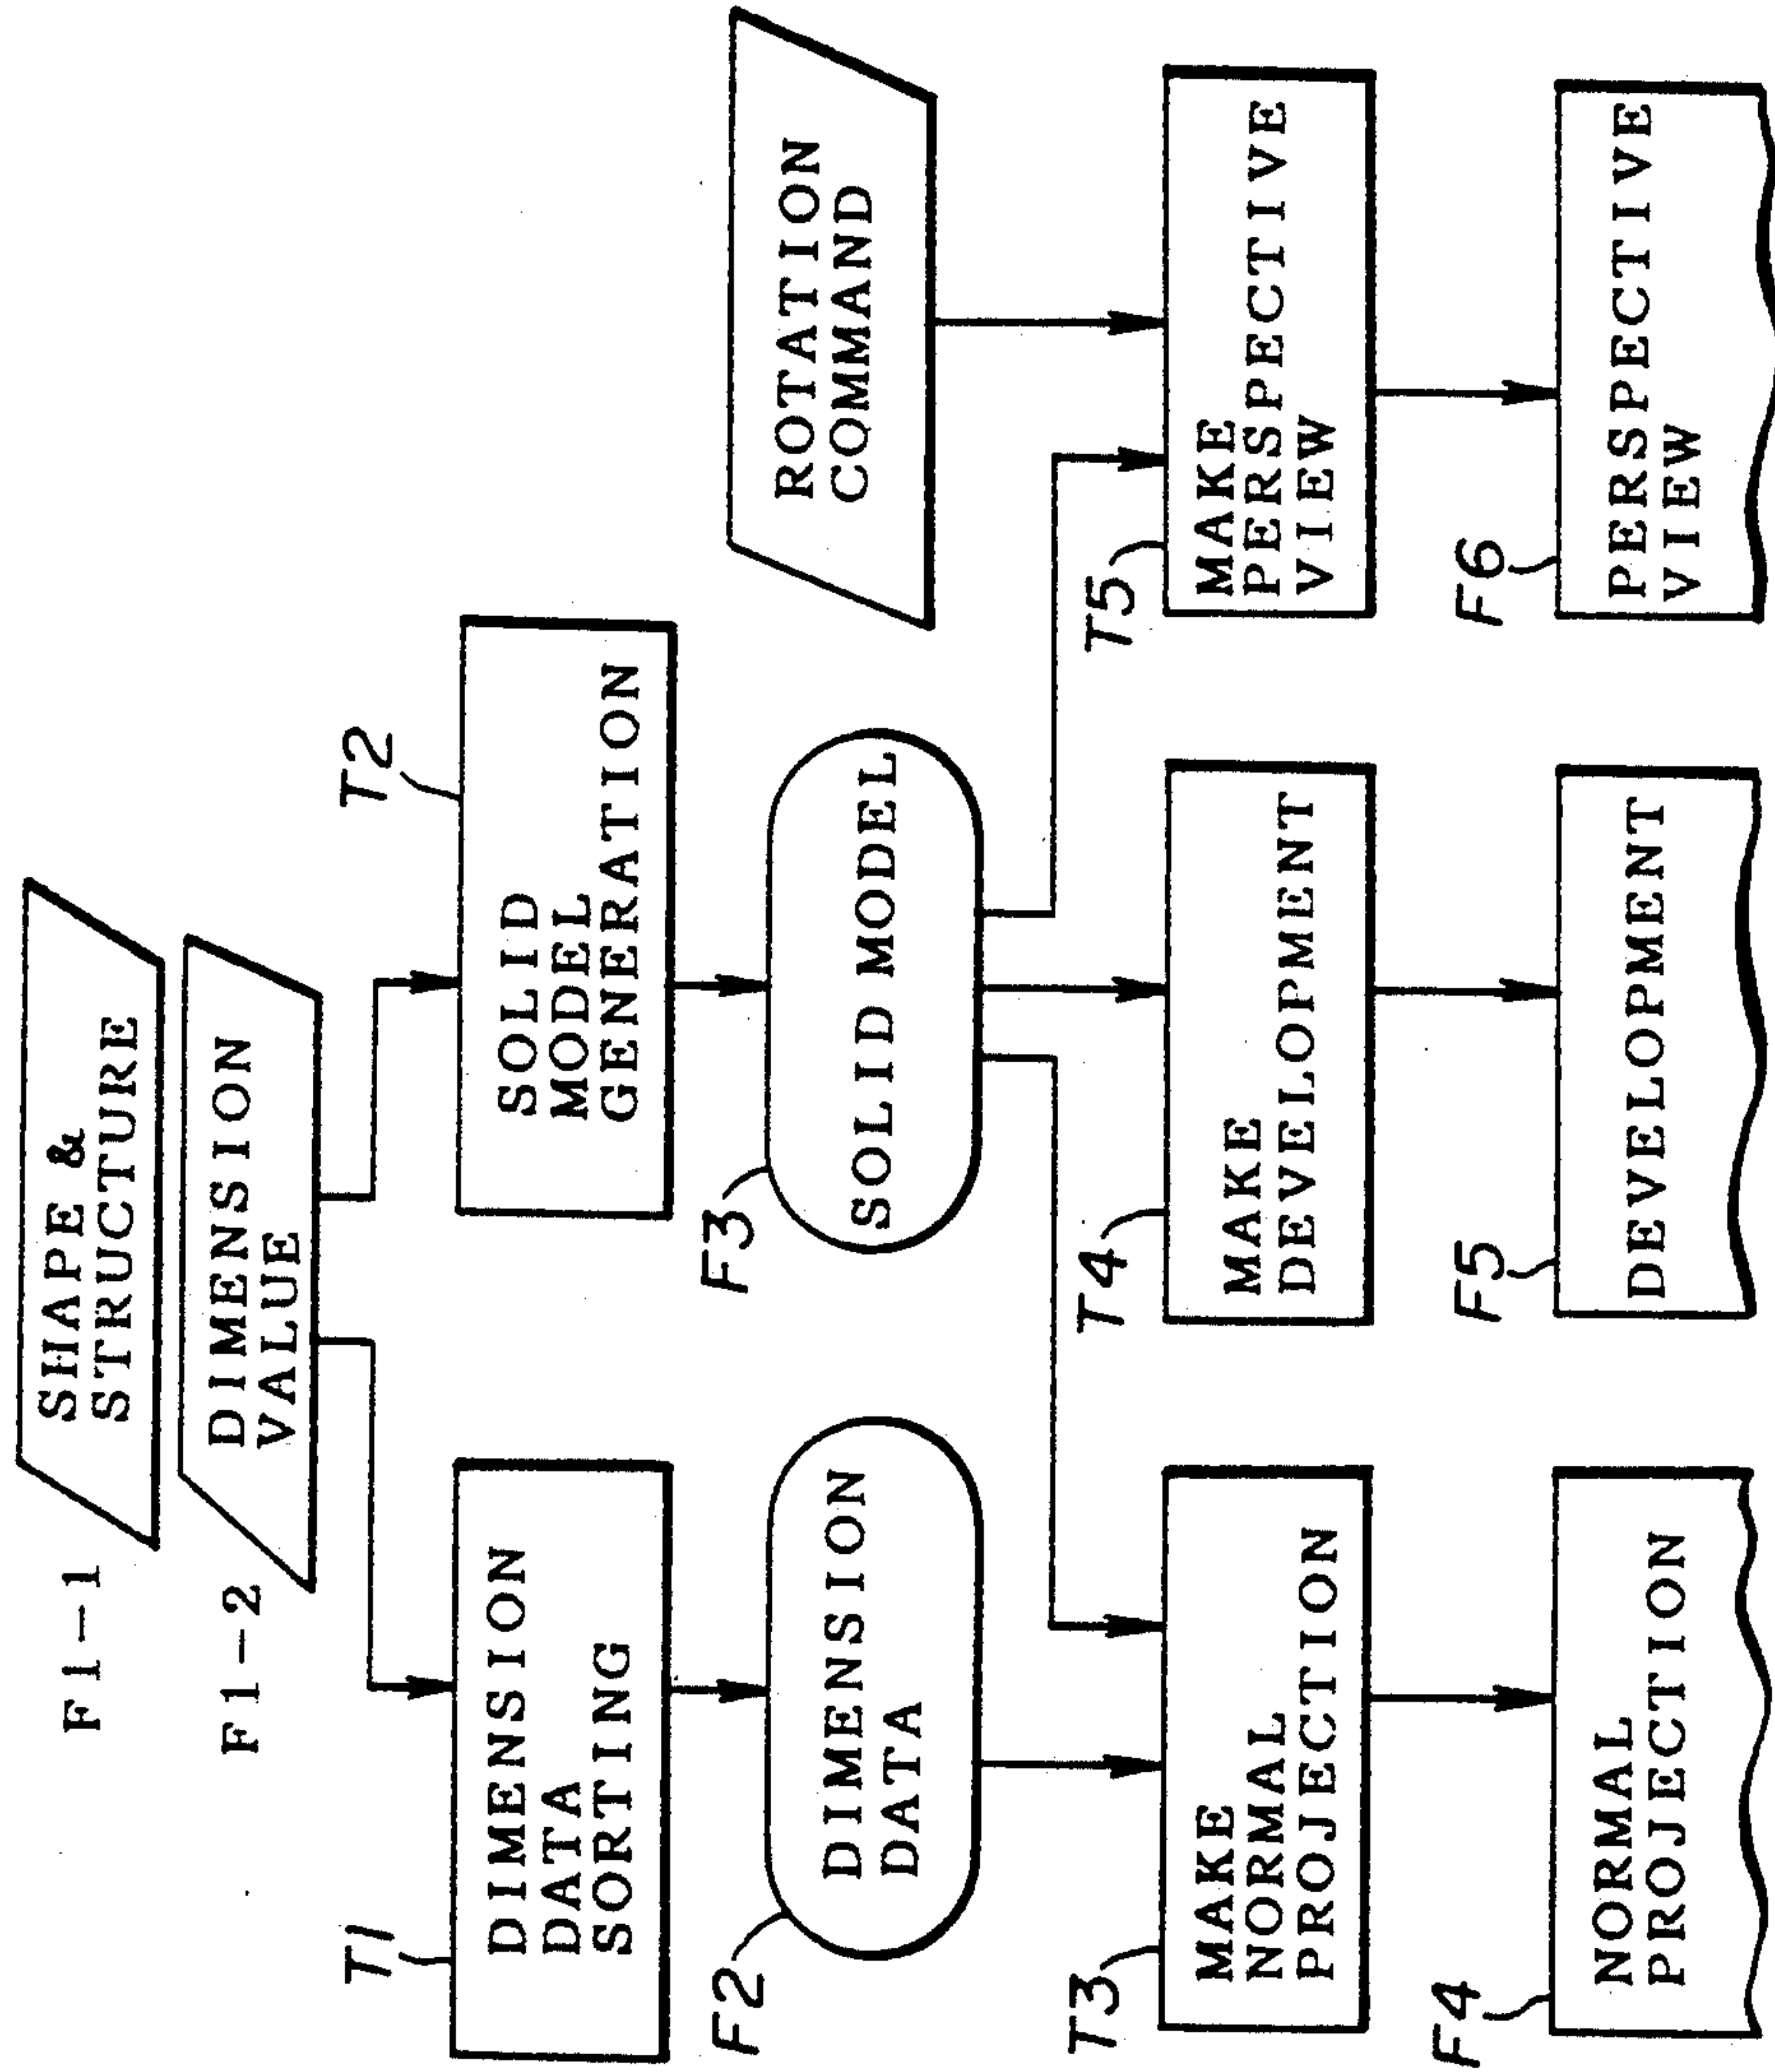 F1-1
SHAPE &
STRUCTURE
F1-2
DIMENSION
VALUE
T1
DIMENSION
DATA
SORTING
T2
SOLID
MODEL
GENERATION
F2
DIMENSION
DATA
F3
SOLID MODEL
ROTATION
COMMAND
T3
MAKE
NORMAL
PROJECTION
T4
MAKE
DEVELOPMENT
T5
MAKE
PERSPECTIVE
VIEW
F4
NORMAL
PROJECTION
F5
DEVELOPMENT
F6
PERSPECTIVE
VIEW